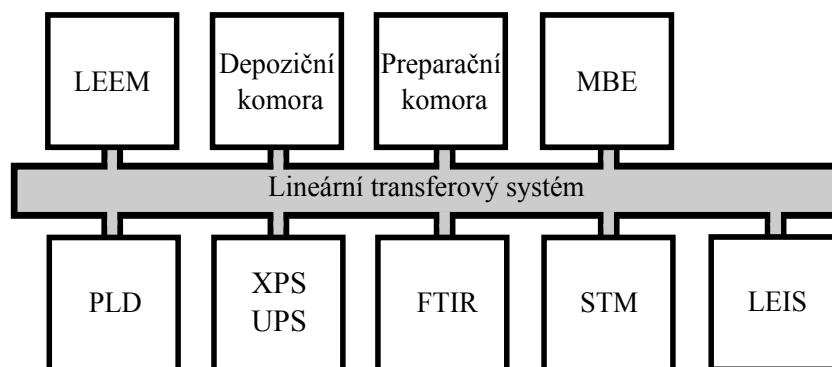 LEEM
Depoziční
komora
Preparační
komora
MBE
Lineární transferový systém
PLD
XPS
UPS
FTIR
STM
LEIS